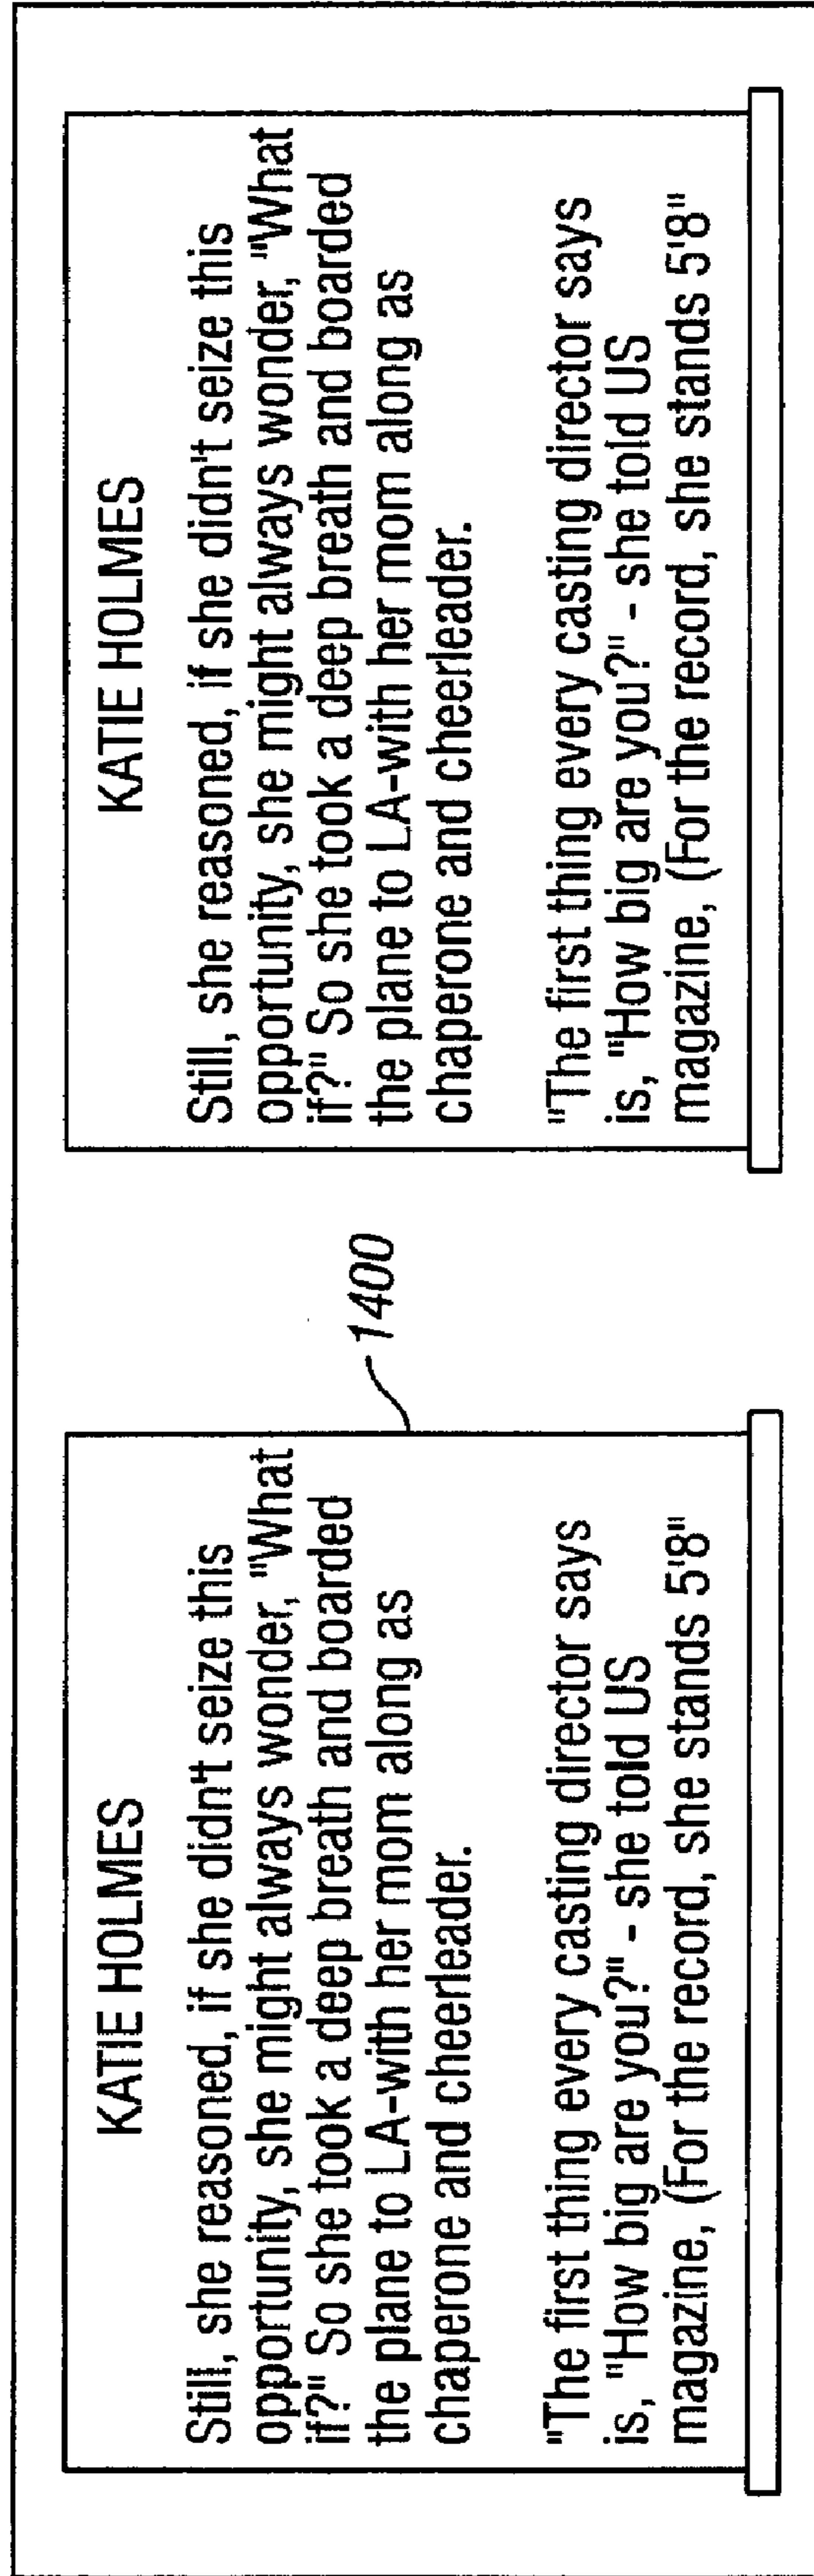 KATIE HOLMES
Still, she reasoned, if she didn't seize this
opportunity, she might always wonder, "What
if?" So she took a deep breath and boarded
the plane to LA-with her mom along as
chaperone and cheerleader.
"The first thing every casting director says
is, "How big are you?" - she told US
magazine, (For the record, she stands 5'8"
1400
KATIE HOLMES
Still, she reasoned, if she didn't seize this
opportunity, she might always wonder, "What
if?" So she took a deep breath and boarded
the plane to LA-with her mom along as
chaperone and cheerleader.
"The first thing every casting director says
is, "How big are you?" - she told US
magazine, (For the record, she stands 5'8"